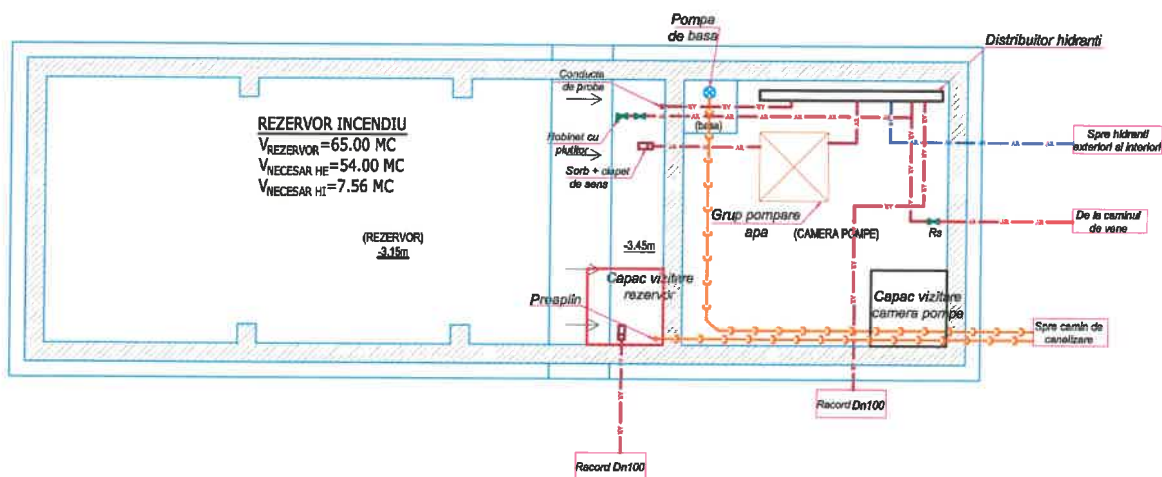 Pompa
de basa
Distribuitor hidranti
Conducta
de proba
REZERVOR INCENDIU
V REZERVOR=65.00 MC
V NECESAR HE=54.00 MC
V NECESAR HI=7.56 MC
(basa)
Robinet cu
plutitor
Spre hidranti
exteriori si interiori
Sorb + clapet
de sens
Grup pompare
apa
(CAMERA POMPE)
De la caminul
de vane
Rs
(REZERVOR)
-3.15m
-3.45m
Capac vizitare
rezervor
Preaplin
Capac vizitare
camera pompe
Spre camin de
canalizare
Racord Dn100
Racord Dn100